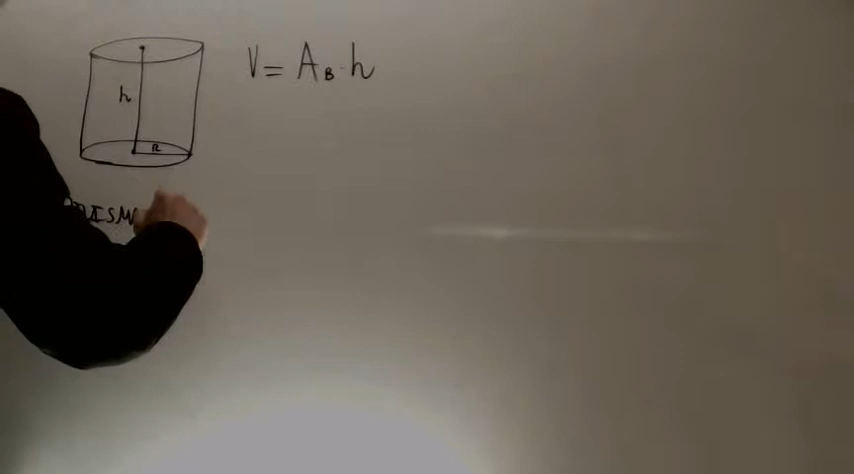 V = A_B · h
h
R